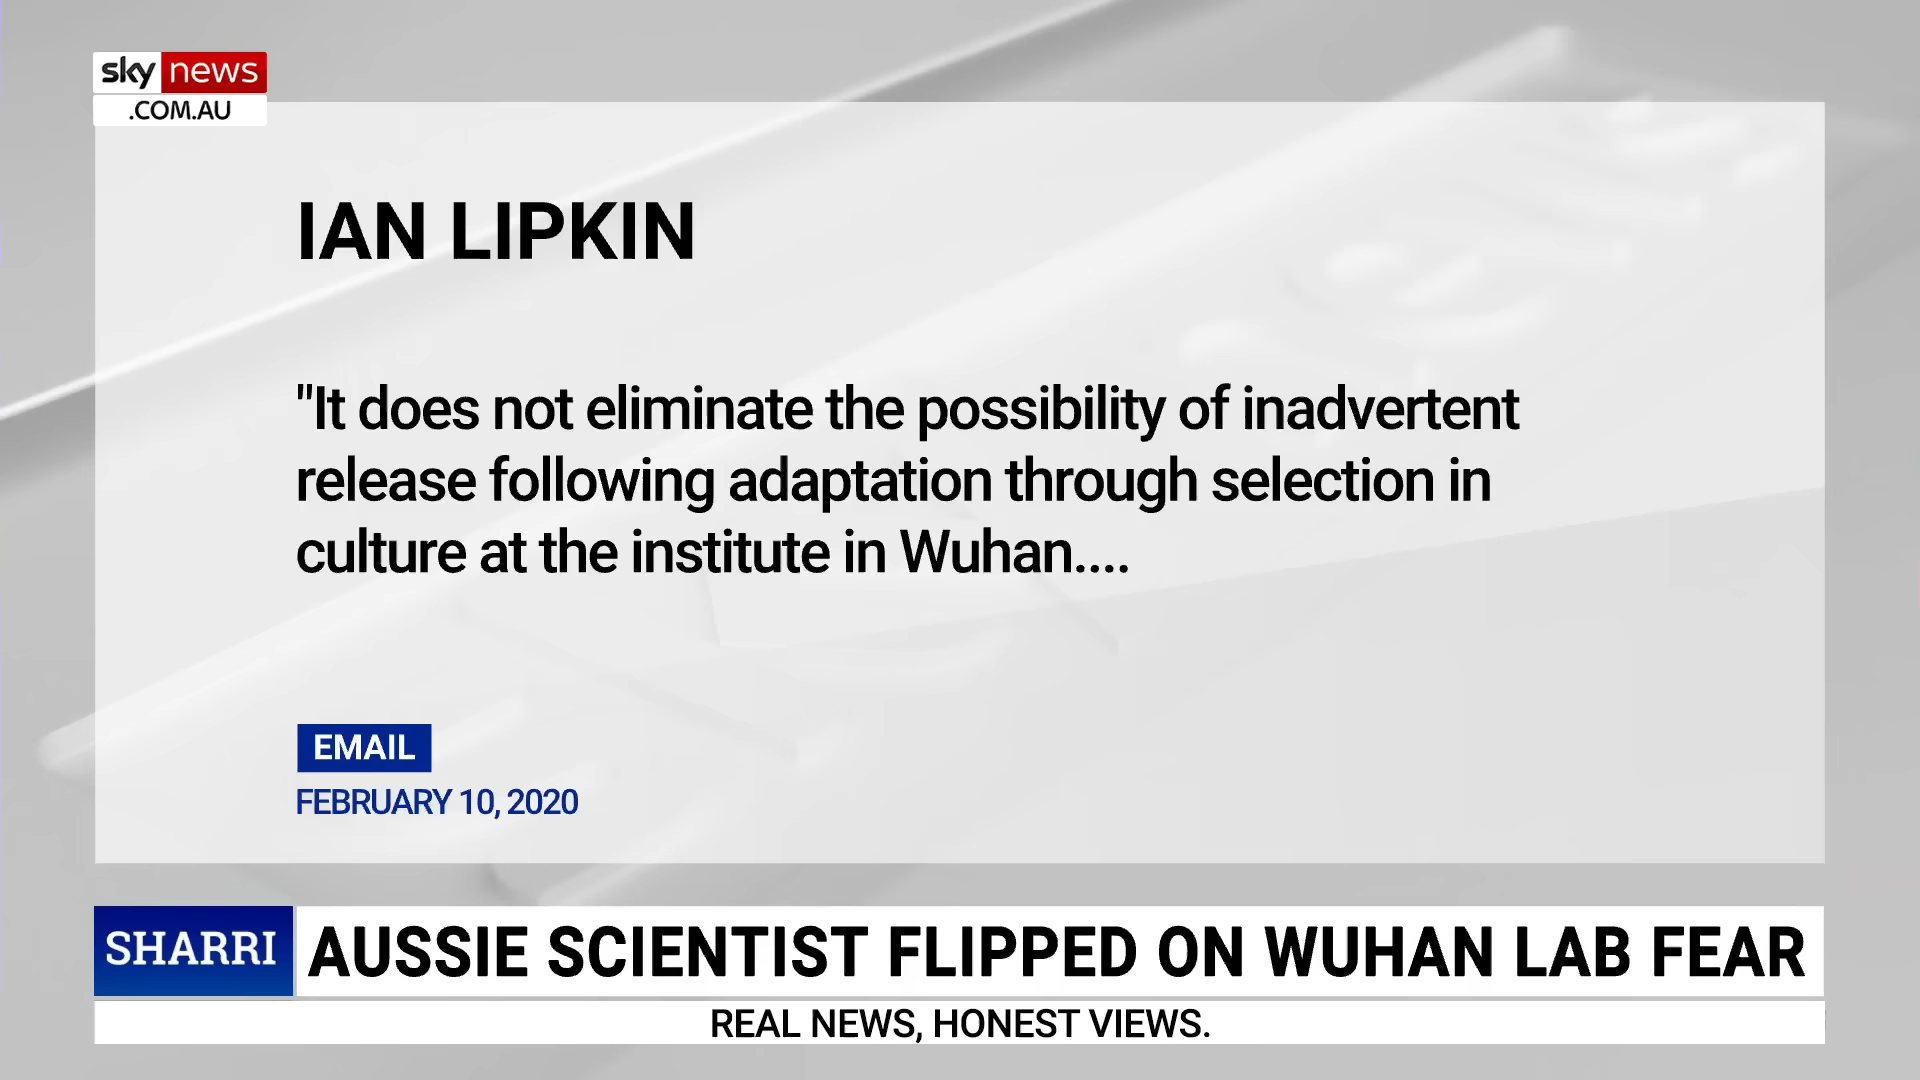 sky news
.COM.AU
IAN LIPKIN
"It does not eliminate the possibility of inadvertent
release following adaptation through selection in
culture at the institute in Wuhan....
EMAIL
FEBRUARY 10, 2020
SHARRI
AUSSIE SCIENTIST FLIPPED ON WUHAN LAB FEAR
REAL NEWS, HONEST VIEWS.